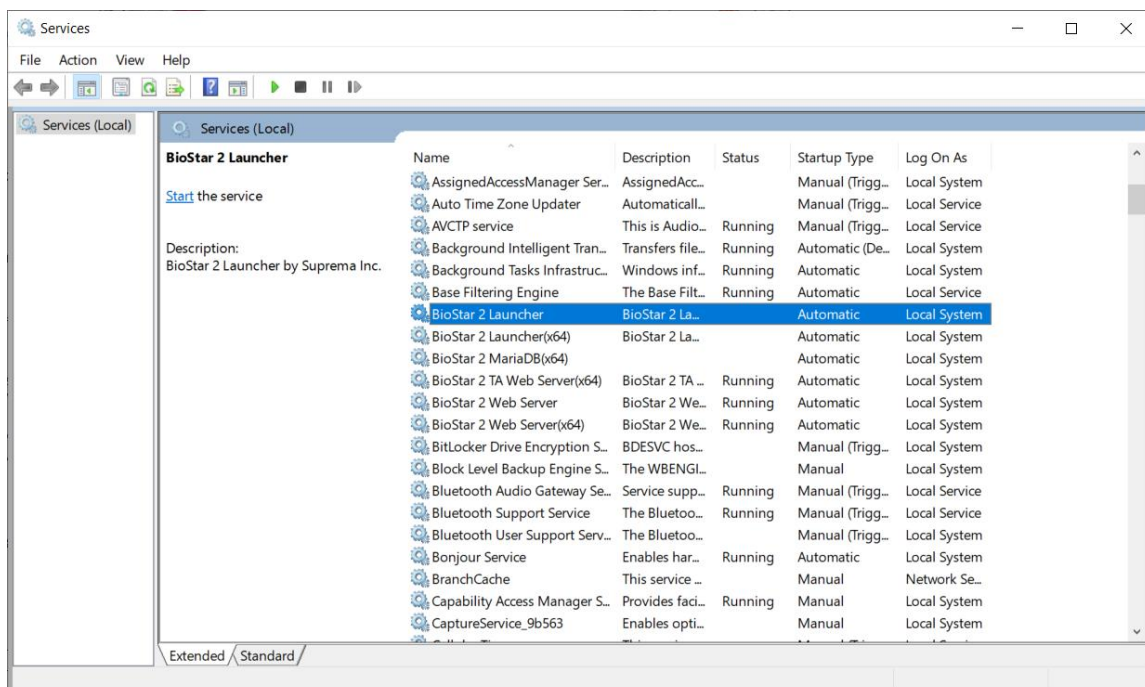 Services
File Action View Help
Services (Local)
Services (Local)
BioStar 2 Launcher
Start the service
Description:
BioStar 2 Launcher by Suprema Inc.
Name Description Status Startup Type Log On As
AssignedAccessManager Ser... AssignedAcc... Manual (Trigg... Local System
Auto Time Zone Updater Automaticall... Manual (Trigg... Local Service
AVCTP service This is Audio... Running Manual (Trigg... Local Service
Background Intelligent Tran... Transfers file... Running Automatic (De... Local System
Background Tasks Infrastruc... Windows inf... Running Automatic Local System
Base Filtering Engine The Base Filt... Running Automatic Local Service
BioStar 2 Launcher BioStar 2 La... Automatic Local System
BioStar 2 Launcher(x64) BioStar 2 La... Automatic Local System
BioStar 2 MariaDB(x64) Automatic Local System
BioStar 2 TA Web Server(x64) BioStar 2 TA ... Running Automatic Local System
BioStar 2 Web Server BioStar 2 We... Running Automatic Local System
BioStar 2 Web Server(x64) BioStar 2 We... Running Automatic Local System
BitLocker Drive Encryption S... BDESVC hos... Manual (Trigg... Local System
Block Level Backup Engine S... The WBENGI... Manual Local System
Bluetooth Audio Gateway Se... Service supp... Running Manual (Trigg... Local Service
Bluetooth Support Service The Bluetoo... Running Manual (Trigg... Local Service
Bluetooth User Support Serv... The Bluetoo... Manual (Trigg... Local System
Bonjour Service Enables har... Running Automatic Local System
BranchCache This service ... Manual Network Se...
Capability Access Manager S... Provides faci... Running Manual Local System
CaptureService_9b563 Enables opti... Manual Local System
Extended Standard